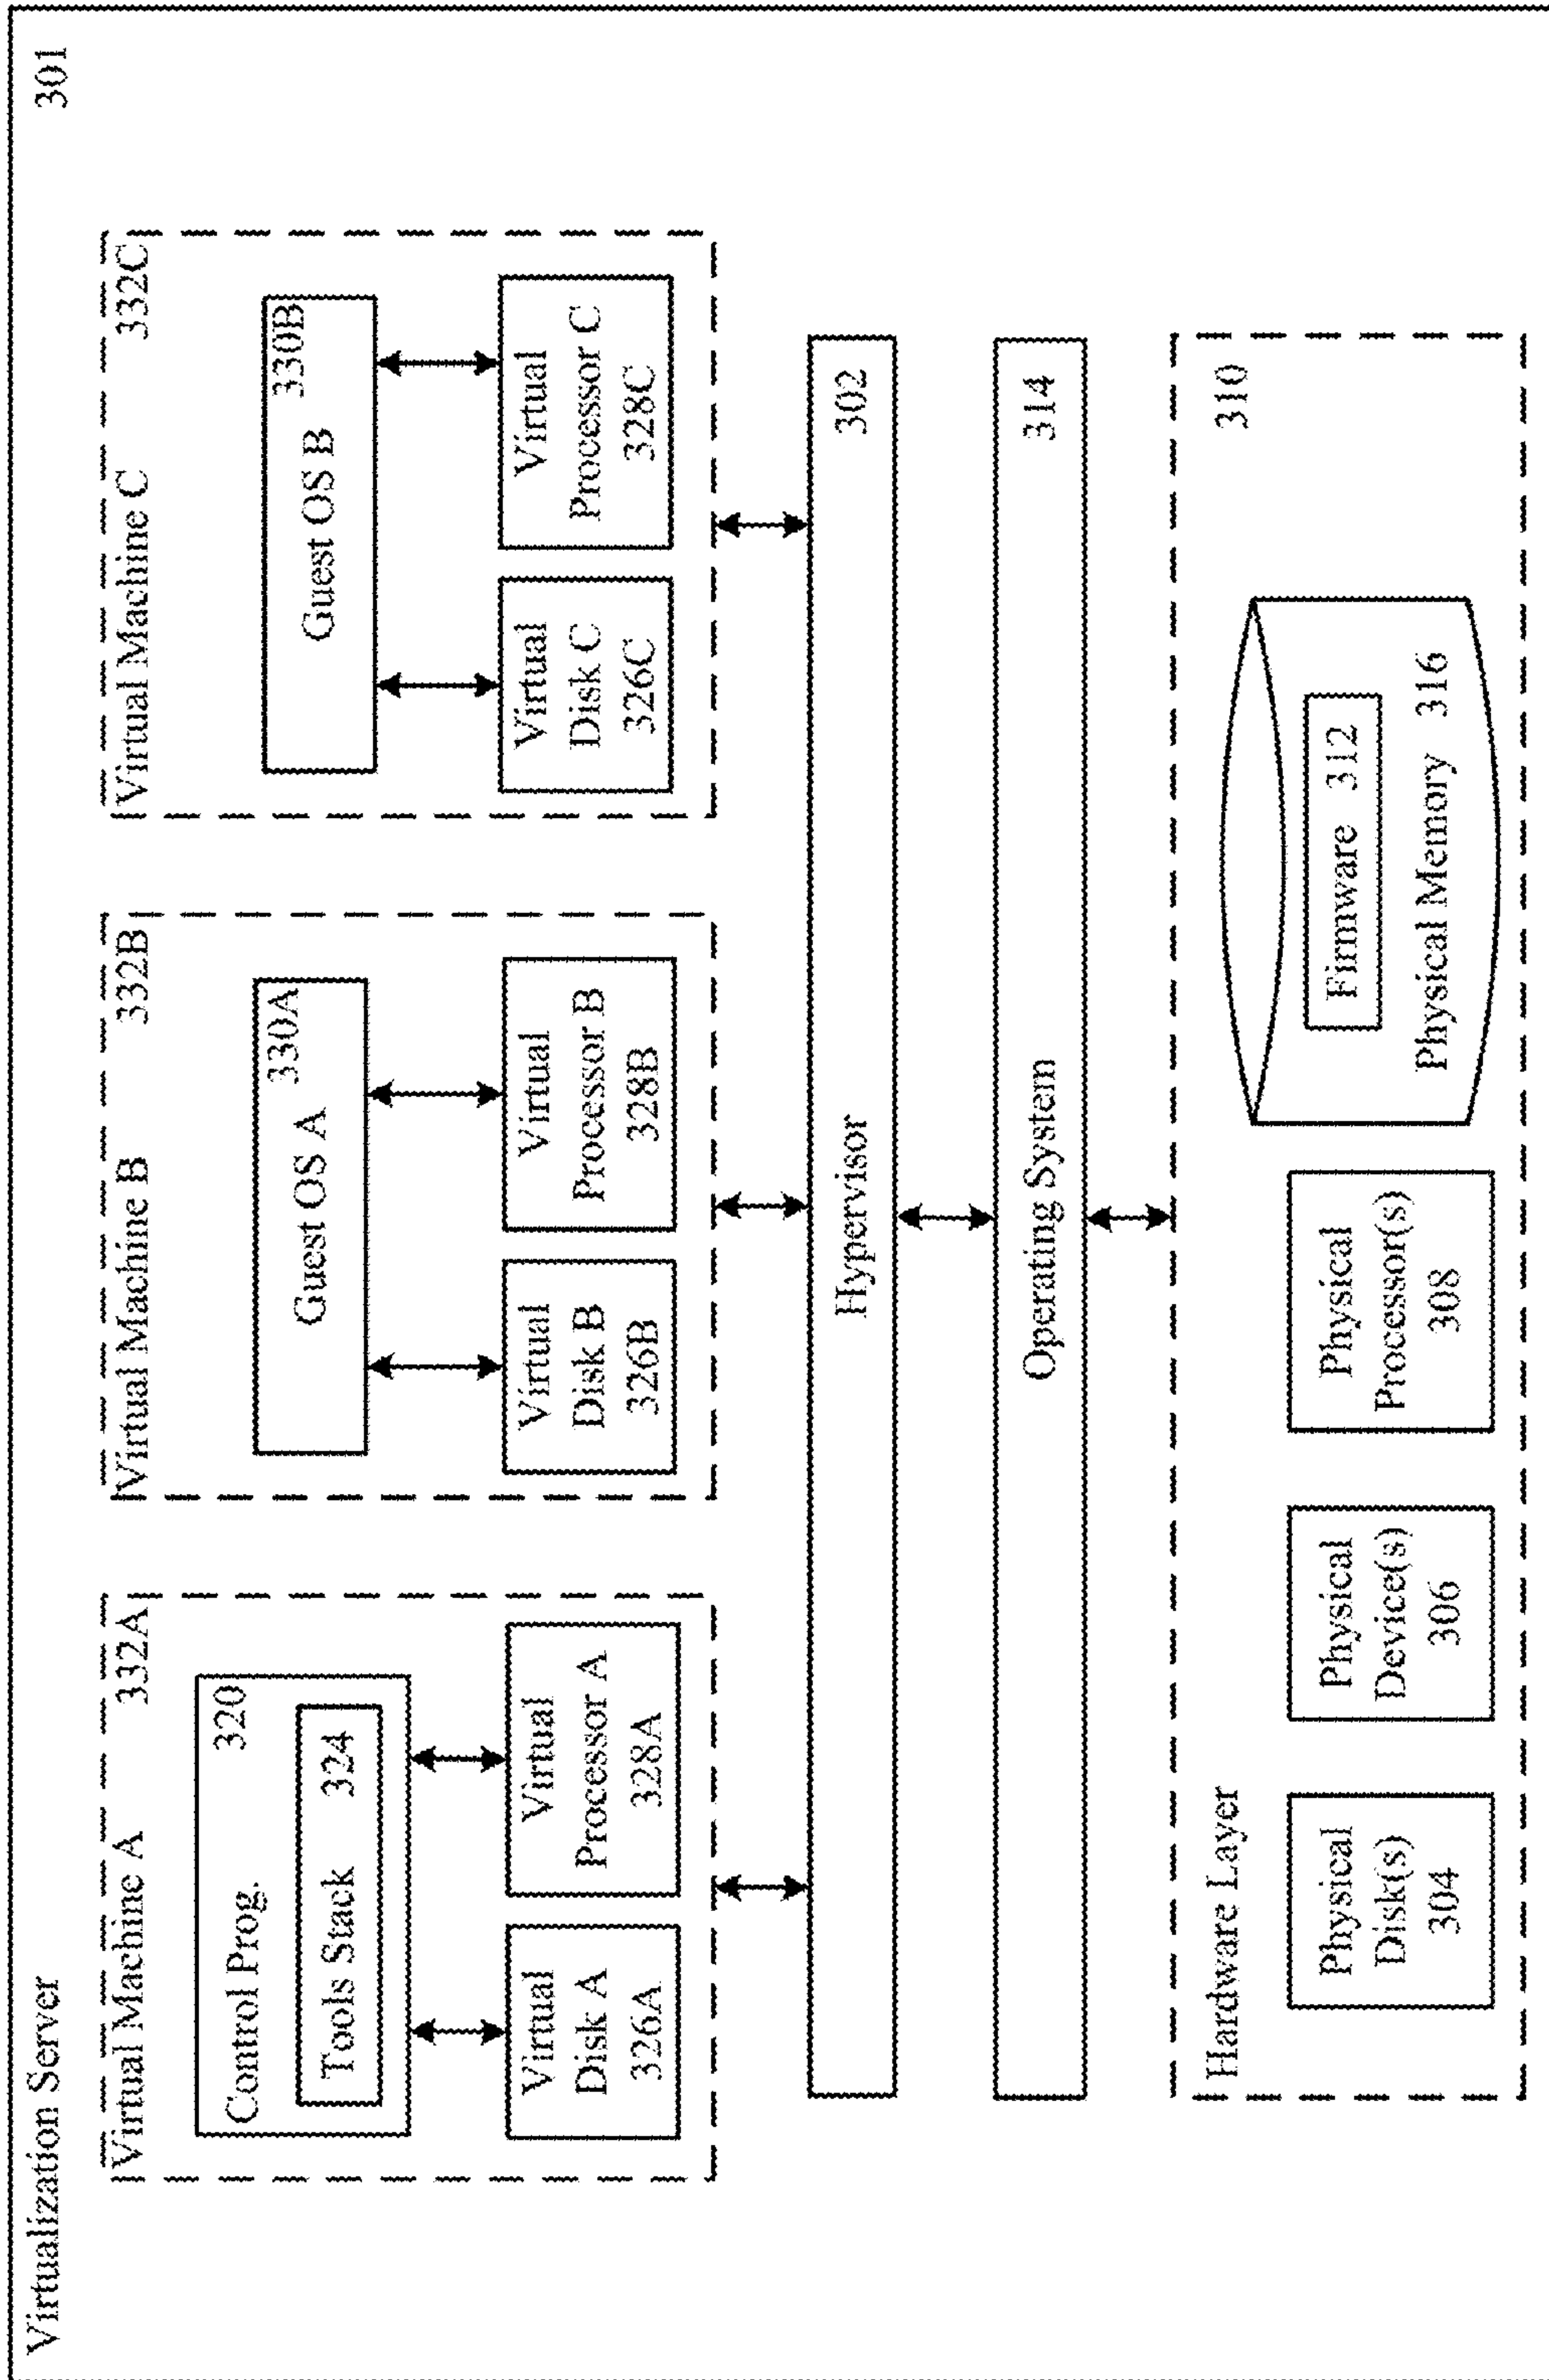 Virtualization Server 301
Virtual Machine A 332A
Control Prog. 320
Tools Stack 324
Virtual
Disk A
326A
Virtual
Processor A
328A
Virtual Machine B 332B
Guest OS A 330A
Virtual
Disk B
326B
Virtual
Processor B
328B
Virtual Machine C 332C
Guest OS B 330B
Virtual
Disk C
326C
Virtual
Processor C
328C
Hypervisor 302
Operating System 314
Hardware Layer 310
Physical
Disk(s)
304
Physical
Device(s)
306
Physical
Processor(s)
308
Firmware 312
Physical Memory 316